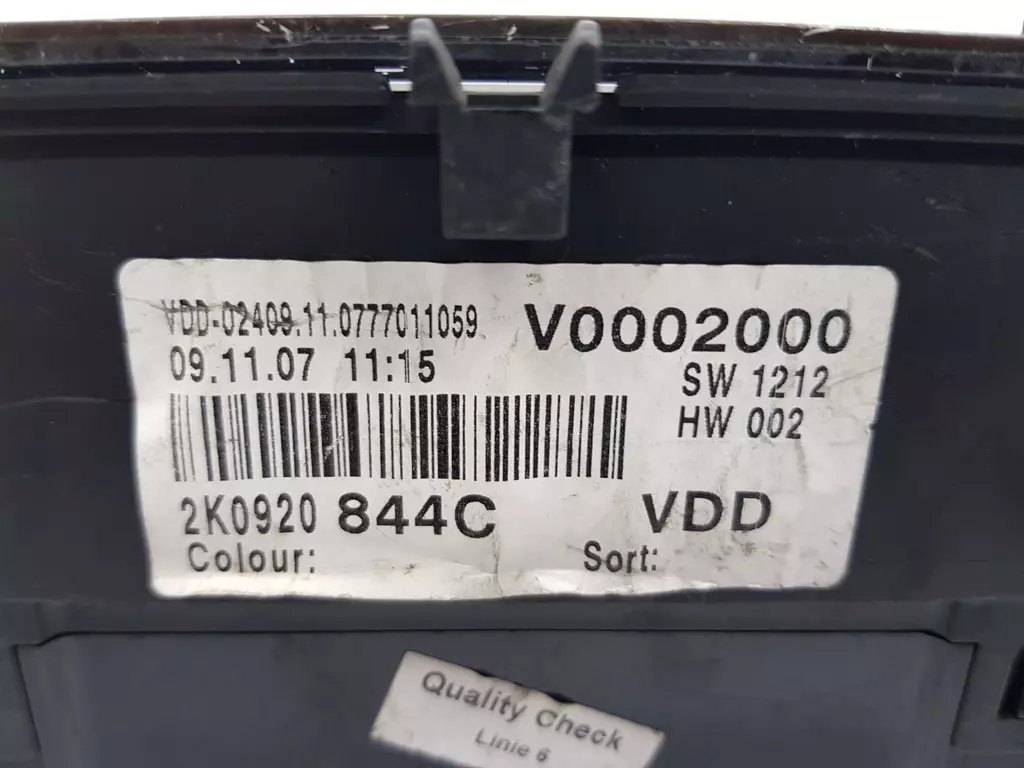 VDD-02409.11.0777011059
V0002000
09.11.07 11:15
SW 1212
HW 002
2K0920 844C
VDD
Colour:
Sort:
Quality Check
Linie 6